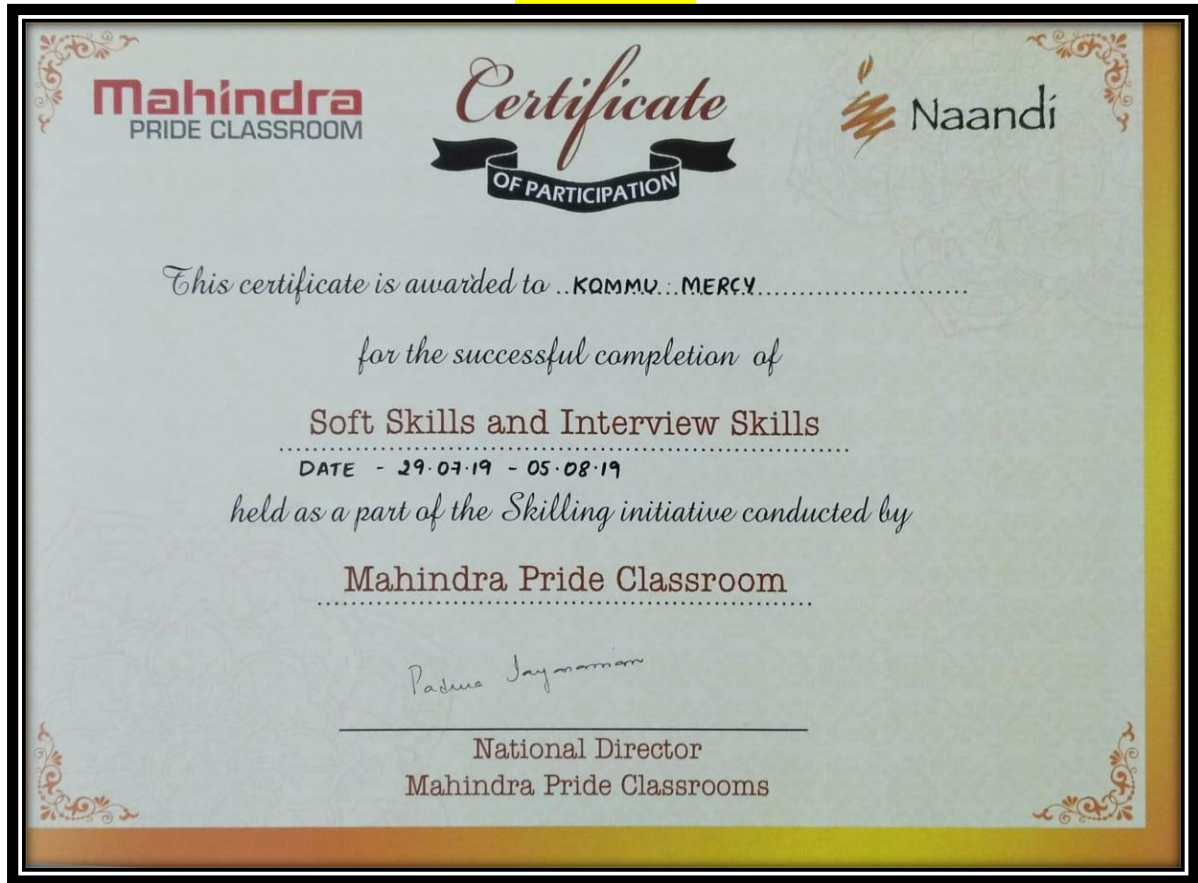 Mahindra
PRIDE CLASSROOM
Certificate
OF PARTICIPATION
Naandi
This certificate is awarded to ..KOMMU..MERCY........................
for the successful completion of
Soft Skills and Interview Skills
DATE - 29.07.19 - 05.08.19
held as a part of the Skilling initiative conducted by
Mahindra Pride Classroom
Padma
National Director
Mahindra Pride Classrooms